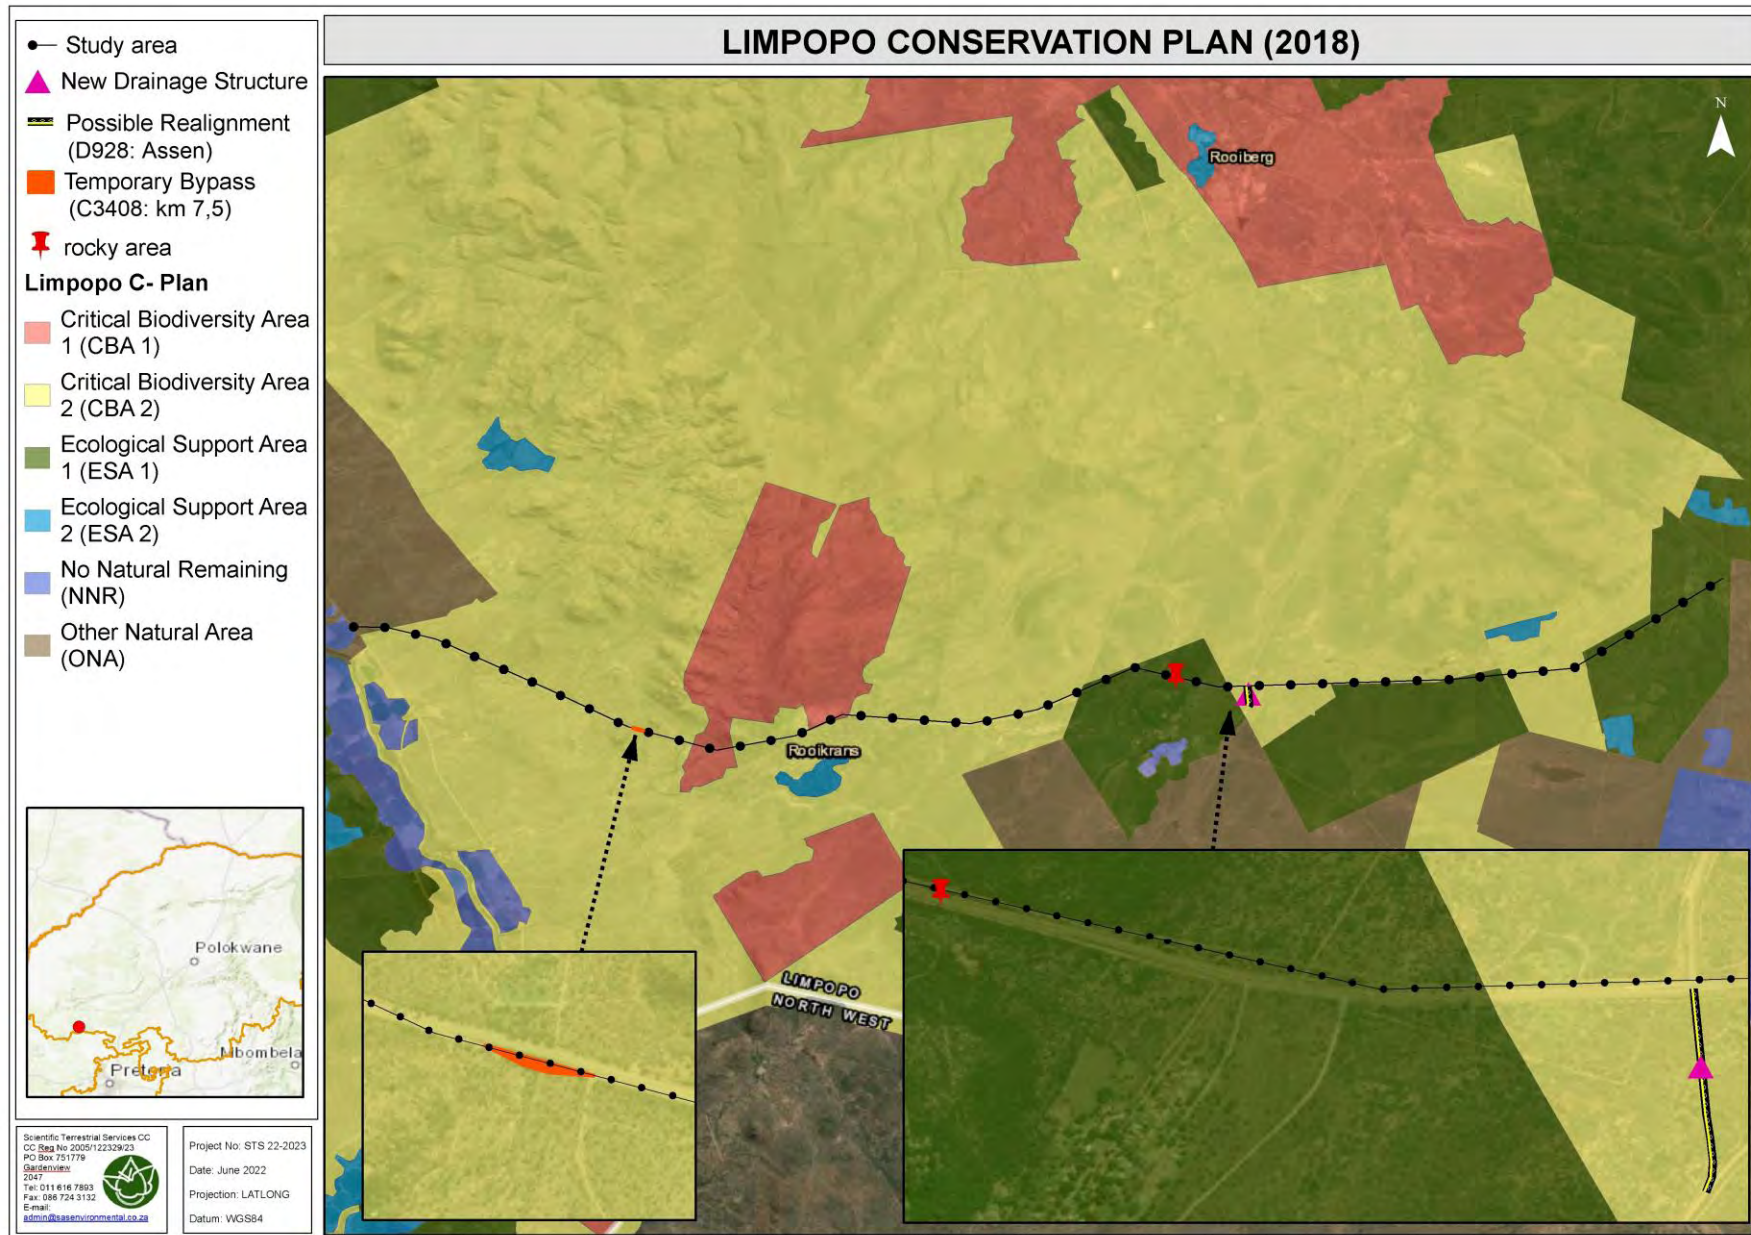 LIMPOPO CONSERVATION PLAN (2018)
Study area
New Drainage Structure
Possible Realignment
(D928: Assen)
Temporary Bypass
(C3408: km 7,5)
rocky area
Limpopo C- Plan
Critical Biodiversity Area
1 (CBA 1)
Critical Biodiversity Area
2 (CBA 2)
Ecological Support Area
1 (ESA 1)
Ecological Support Area
2 (ESA 2)
No Natural Remaining
(NNR)
Other Natural Area
(ONA)
N
Rooiberg
Rooikrans
LIMPOPO
NORTH WEST
Polokwane
Mbombela
Pretoria
Scientific Terrestrial Services CC
CC Reg No 2005/122329/23
PO Box 751779
Gardenview
2047
Tel: 011 616 7893
Fax: 086 724 3132
E-mail:
admin@sasenvironmental.co.za
Project No: STS 22-2023
Date: June 2022
Projection: LATLONG
Datum: WGS84